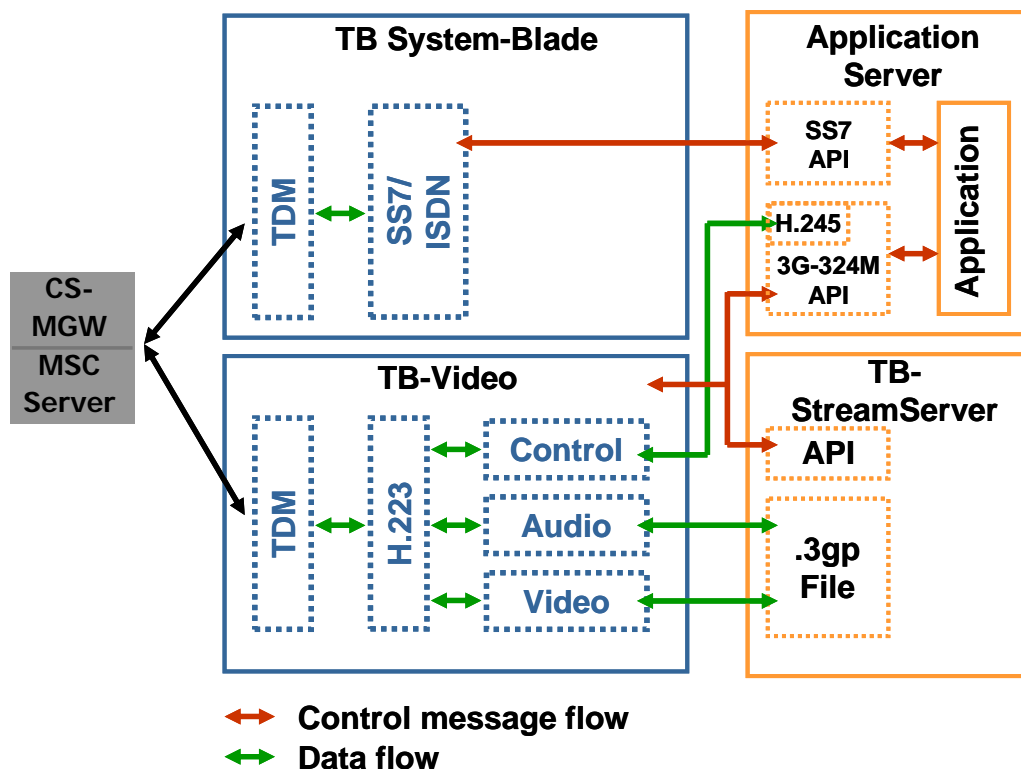 TB System-Blade
TDM
SS7/
ISDN
Application
Server
SS7
API
H.245
3G-324M
API
Application
CS-
MGW
MSC
Server
TB-Video
TDM
H.223
Control
Audio
Video
TB-
StreamServer
API
.3gp
File
Control message flow
Data flow